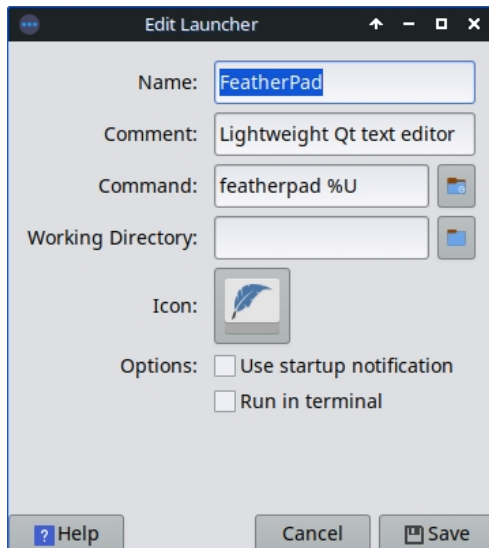 Edit Launcher
Name: FeatherPad
Comment: Lightweight Qt text editor
Command: featherpad %U
Working Directory:
Icon:
Options: Use startup notification
Run in terminal
? Help Cancel Save